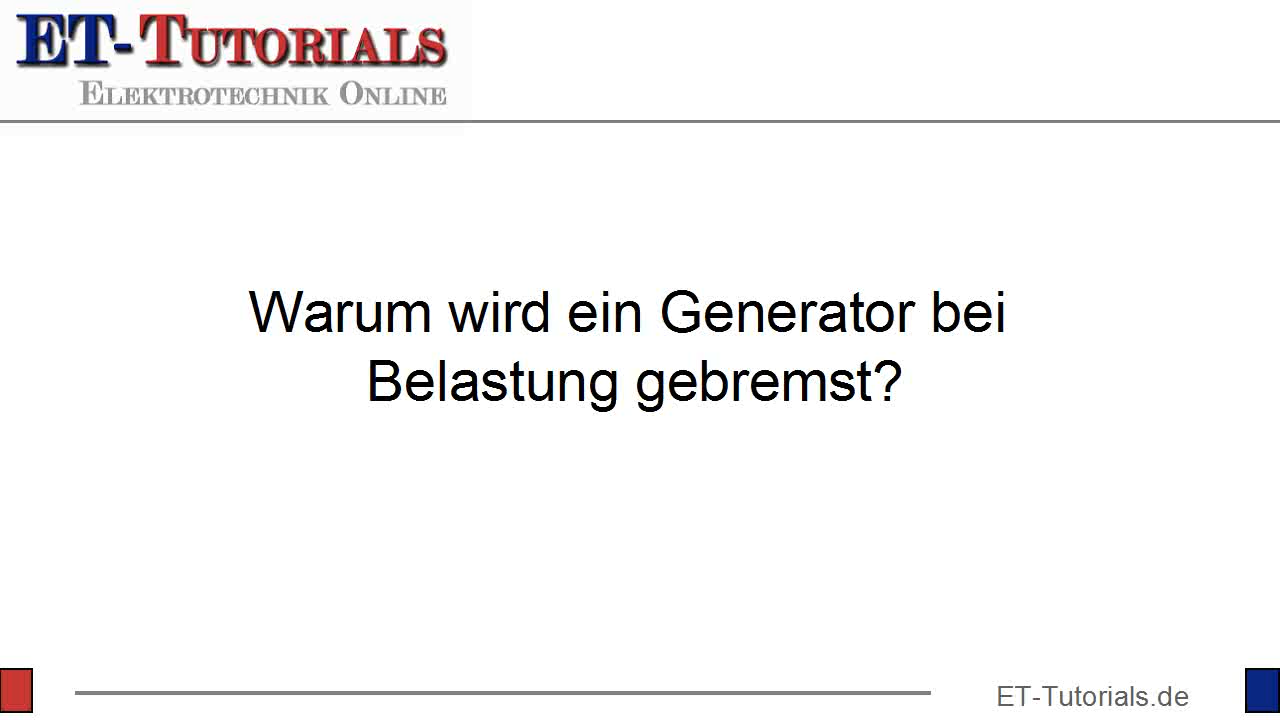 ET-TUTORIALS
ELEKTROTECHNIK ONLINE
Warum wird ein Generator bei
Belastung gebremst?
ET-Tutorials.de